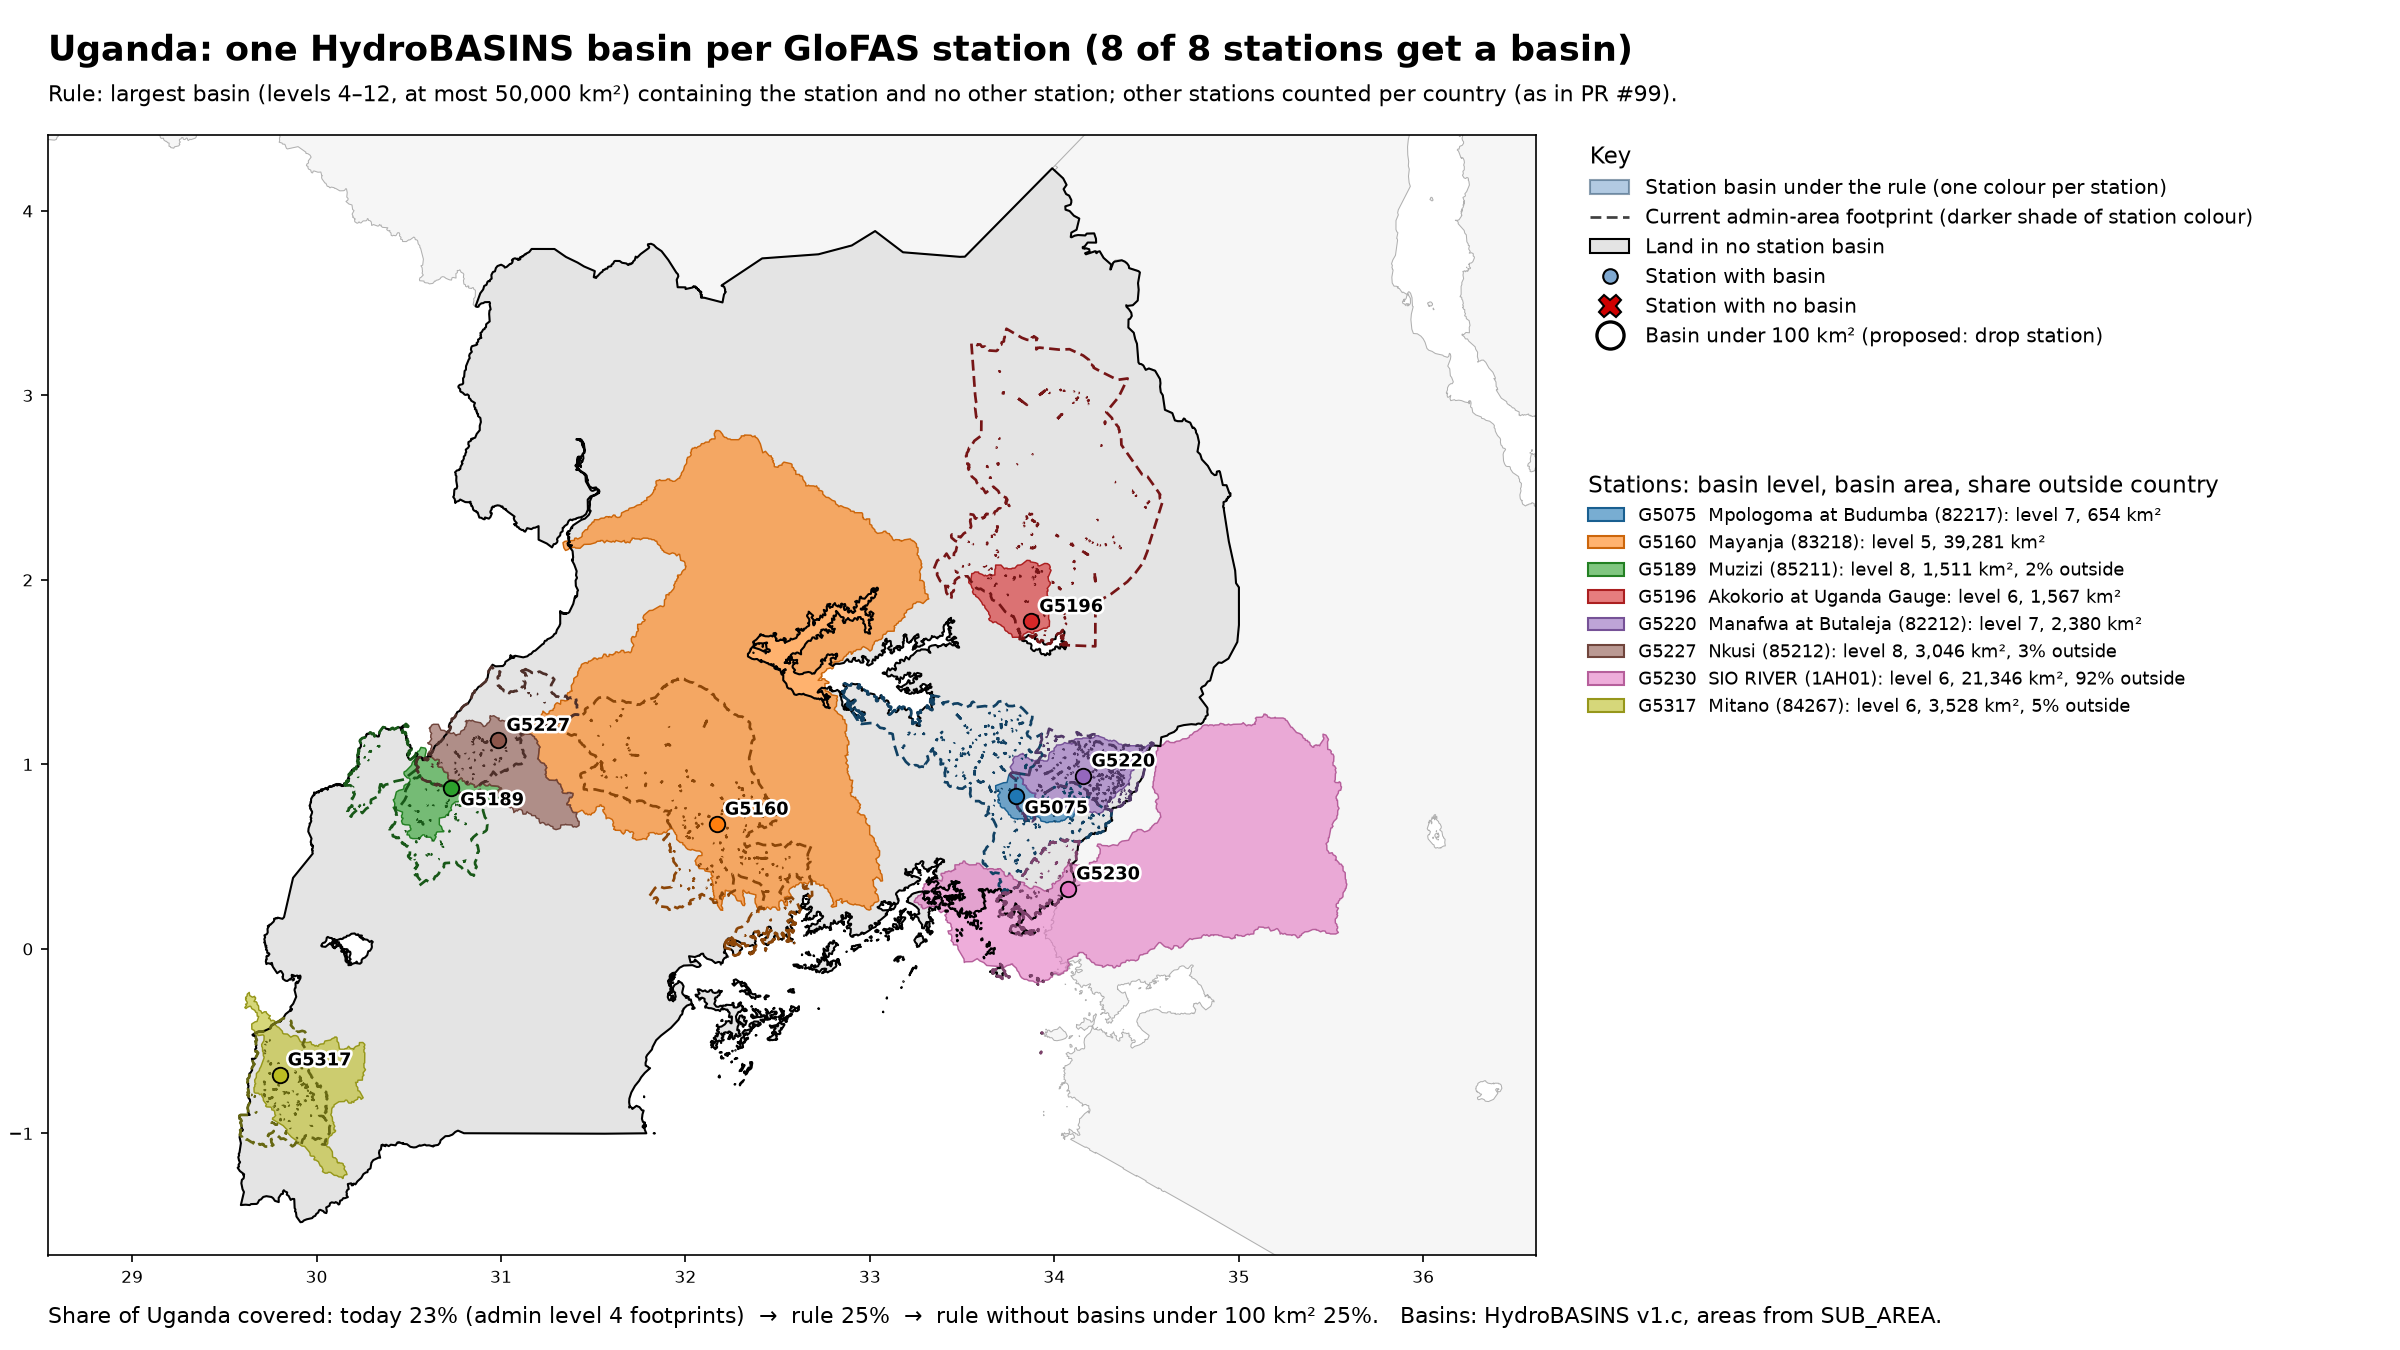 Uganda: one HydroBASINS basin per GloFAS station (8 of 8 stations get a basin)
Rule: largest basin (levels 4–12, at most 50,000 km²) containing the station and no other station; other stations counted per country (as in PR #99).
Key
Station basin under the rule (one colour per station)
Current admin-area footprint (darker shade of station colour)
Land in no station basin
Station with basin
Station with no basin
Basin under 100 km² (proposed: drop station)
Stations: basin level, basin area, share outside country
G5075 Mpologoma at Budumba (82217): level 7, 654 km²
G5160 Mayanja (83218): level 5, 39,281 km²
G5189 Muzizi (85211): level 8, 1,511 km², 2% outside
G5196 Akokorio at Uganda Gauge: level 6, 1,567 km²
G5220 Manafwa at Butaleja (82212): level 7, 2,380 km²
G5227 Nkusi (85212): level 8, 3,046 km², 3% outside
G5230 SIO RIVER (1AH01): level 6, 21,346 km², 92% outside
G5317 Mitano (84267): level 6, 3,528 km², 5% outside
4
3
2
1
0
−1
G5196
G5227
G5220
G5189
G5160
G5075
G5230
G5317
29 30 31 32 33 34 35 36
Share of Uganda covered: today 23% (admin level 4 footprints) → rule 25% → rule without basins under 100 km² 25%. Basins: HydroBASINS v1.c, areas from SUB_AREA.